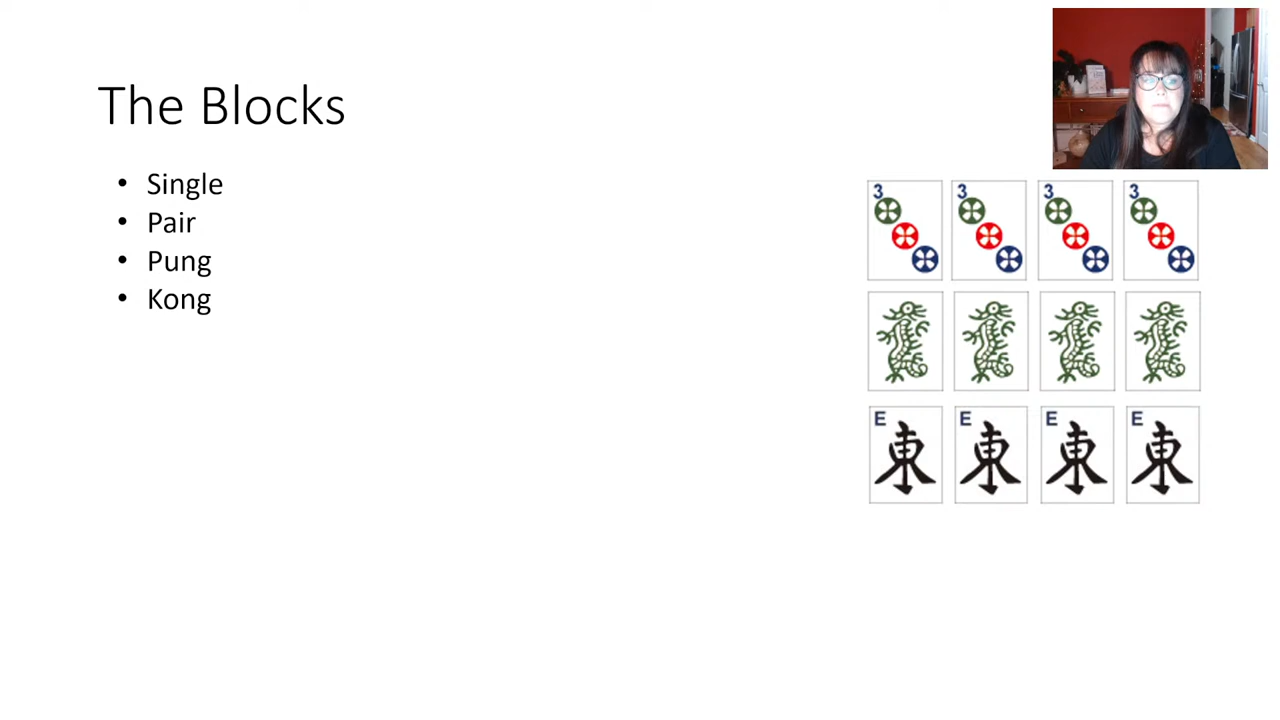 The Blocks
• Single
• Pair
• Pung
• Kong
3 3 3 3
E E E E
東 東 東 東